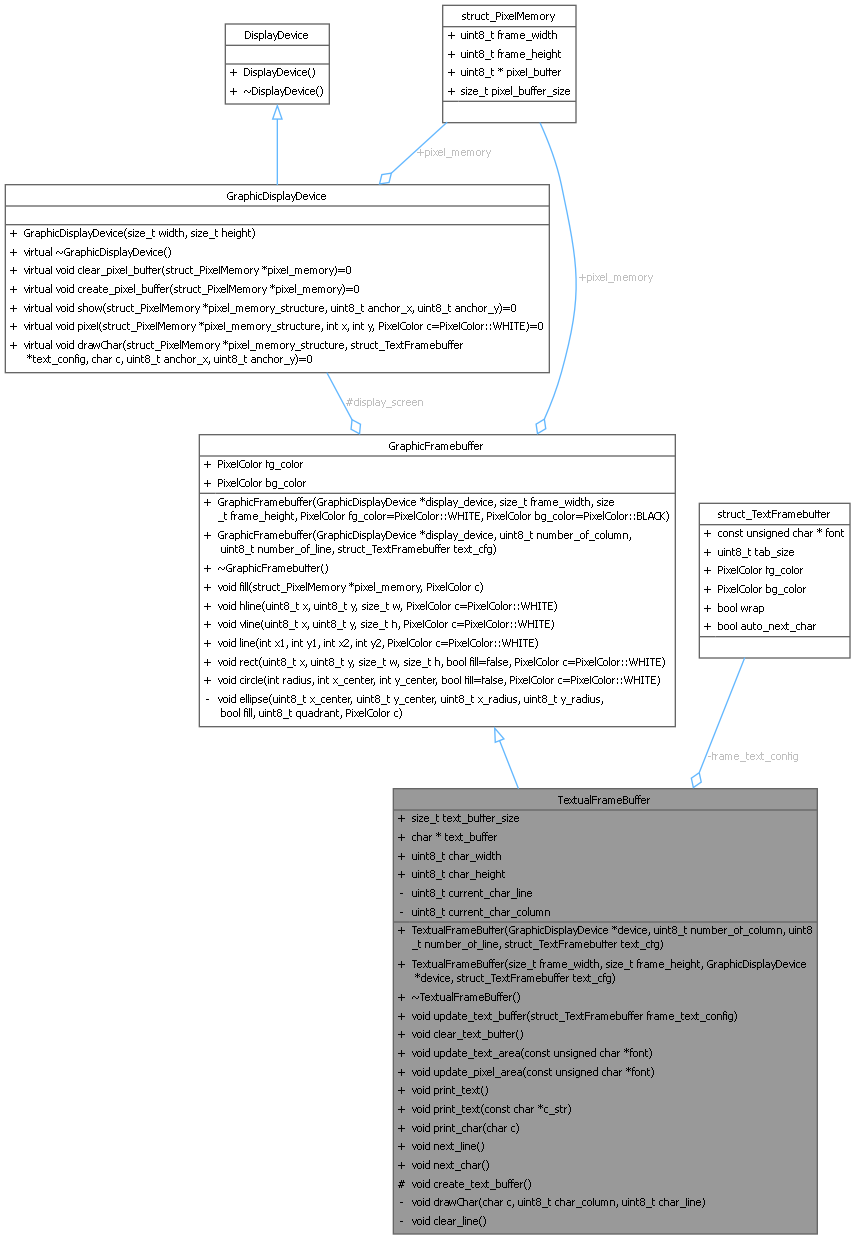 DisplayDevice
+ DisplayDevice()
+ ~DisplayDevice()
struct_PixelMemory
+ uint8_t frame_width
+ uint8_t frame_height
+ uint8_t * pixel_buffer
+ size_t pixel_buffer_size
+pixel_memory
GraphicDisplayDevice
+ GraphicDisplayDevice(size_t width, size_t height)
+ virtual ~GraphicDisplayDevice()
+ virtual void clear_pixel_buffer(struct_PixelMemory *pixel_memory)=0
+ virtual void create_pixel_buffer(struct_PixelMemory *pixel_memory)=0
+ virtual void show(struct_PixelMemory *pixel_memory_structure, uint8_t anchor_x, uint8_t anchor_y)=0
+ virtual void pixel(struct_PixelMemory *pixel_memory_structure, int x, int y, PixelColor c=PixelColor::WHITE)=0
+ virtual void drawChar(struct_PixelMemory *pixel_memory_structure, struct_TextFramebuffer
*text_config, char c, uint8_t anchor_x, uint8_t anchor_y)=0
+pixel_memory
#display_screen
GraphicFramebuffer
+ PixelColor fg_color
+ PixelColor bg_color
+ GraphicFramebuffer(GraphicDisplayDevice *display_device, size_t frame_width, size
_t frame_height, PixelColor fg_color=PixelColor::WHITE, PixelColor bg_color=PixelColor::BLACK)
+ GraphicFramebuffer(GraphicDisplayDevice *display_device, uint8_t number_of_column,
uint8_t number_of_line, struct_TextFramebuffer text_cfg)
+ ~GraphicFramebuffer()
+ void fill(struct_PixelMemory *pixel_memory, PixelColor c)
+ void hline(uint8_t x, uint8_t y, size_t w, PixelColor c=PixelColor::WHITE)
+ void vline(uint8_t x, uint8_t y, size_t h, PixelColor c=PixelColor::WHITE)
+ void line(int x1, int y1, int x2, int y2, PixelColor c=PixelColor::WHITE)
+ void rect(uint8_t x, uint8_t y, size_t w, size_t h, bool fill=false, PixelColor c=PixelColor::WHITE)
+ void circle(int radius, int x_center, int y_center, bool fill=false, PixelColor c=PixelColor::WHITE)
- void ellipse(uint8_t x_center, uint8_t y_center, uint8_t x_radius, uint8_t y_radius,
bool fill, uint8_t quadrant, PixelColor c)
struct_TextFramebuffer
+ const unsigned char * font
+ uint8_t tab_size
+ PixelColor fg_color
+ PixelColor bg_color
+ bool wrap
+ bool auto_next_char
-frame_text_config
TextualFrameBuffer
+ size_t text_buffer_size
+ char * text_buffer
+ uint8_t char_width
+ uint8_t char_height
- uint8_t current_char_line
- uint8_t current_char_column
+ TextualFrameBuffer(GraphicDisplayDevice *device, uint8_t number_of_column, uint8
_t number_of_line, struct_TextFramebuffer text_cfg)
+ TextualFrameBuffer(size_t frame_width, size_t frame_height, GraphicDisplayDevice
*device, struct_TextFramebuffer text_cfg)
+ ~TextualFrameBuffer()
+ void update_text_buffer(struct_TextFramebuffer frame_text_config)
+ void clear_text_buffer()
+ void update_text_area(const unsigned char *font)
+ void update_pixel_area(const unsigned char *font)
+ void print_text()
+ void print_text(const char *c_str)
+ void print_char(char c)
+ void next_line()
+ void next_char()
# void create_text_buffer()
- void drawChar(char c, uint8_t char_column, uint8_t char_line)
- void clear_line()